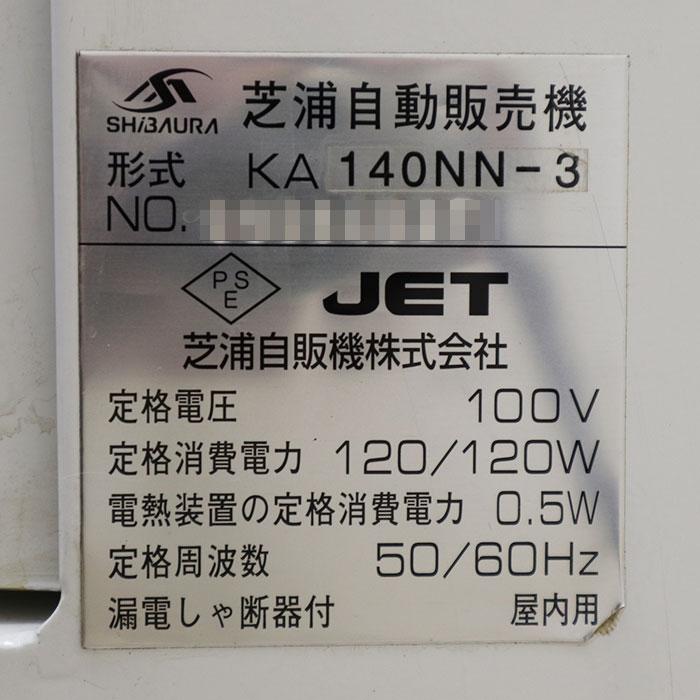 SHiBAURA 芝浦自動販売機
形式 KA 140NN-3
NO.
PSE JET
芝浦自販機株式会社
定格電圧 100V
定格消費電力 120/120W
電熱装置の定格消費電力 0.5W
定格周波数 50/60Hz
漏電しゃ断器付 屋内用